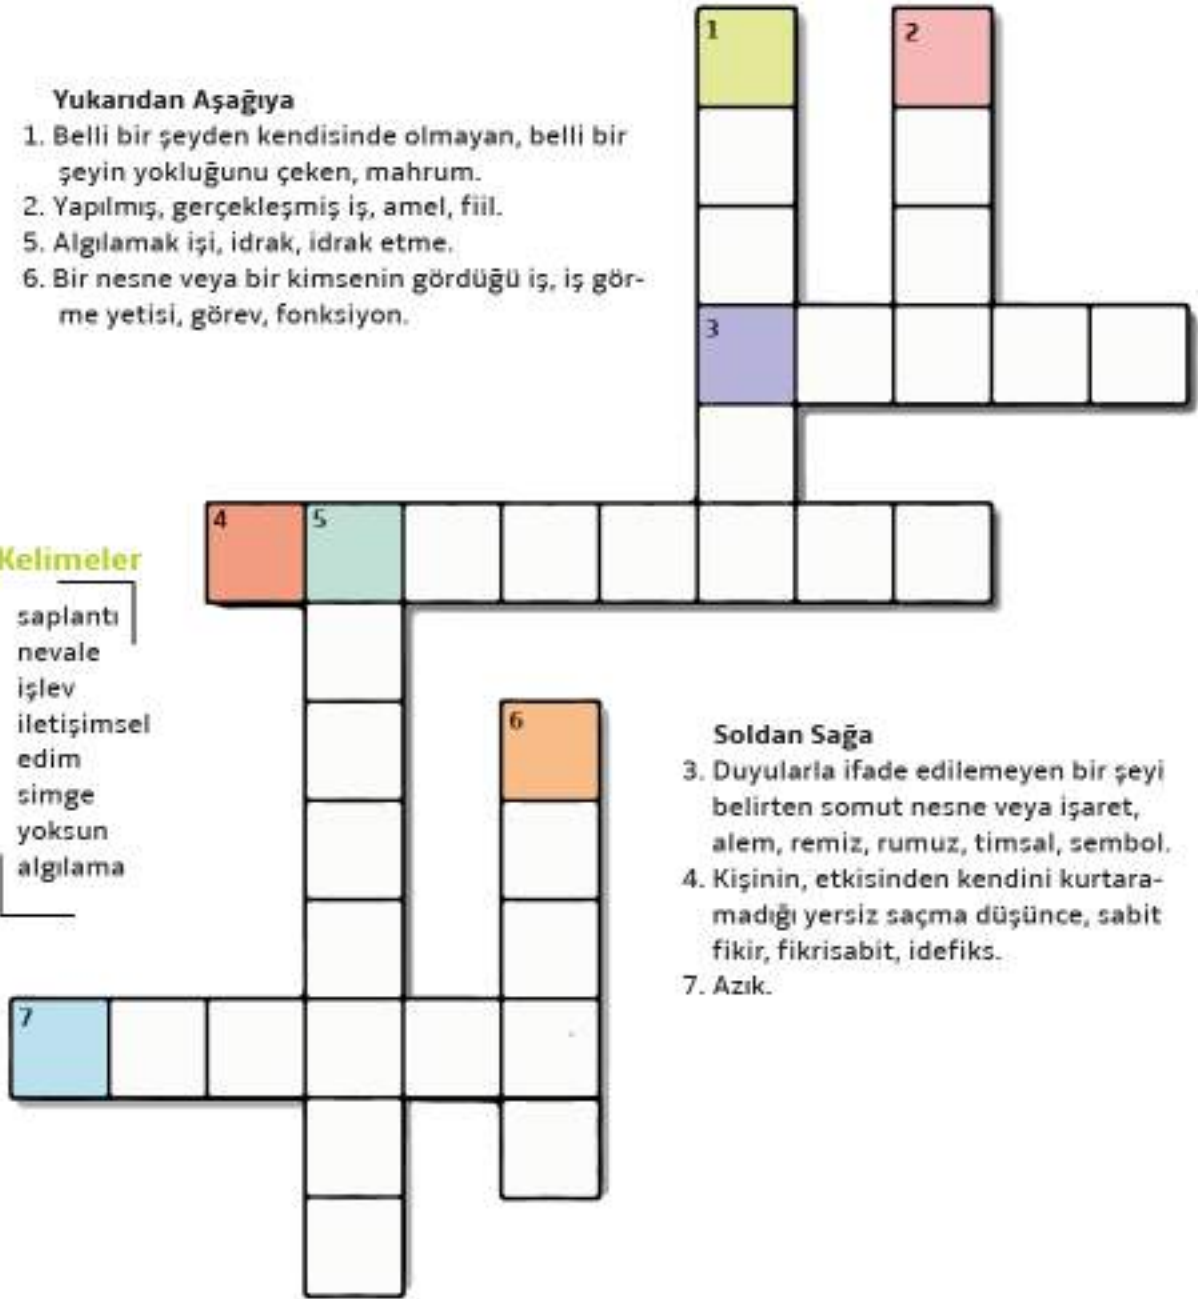 Yukarıdan Aşağıya
1. Belli bir şeyden kendisinde olmayan, belli bir
şeyin yokluğunu çeken, mahrum.
2. Yapılmış, gerçekleşmiş iş, amel, fiil.
5. Algılamak işi, idrak, idrak etme.
6. Bir nesne veya bir kimsenin gördüğü iş, iş gör-
me yetisi, görev, fonksiyon.
1
2
3
4
5
Kelimeler
saplantı
nevale
işlev
iletişimsel
edim
simge
yoksun
algılama
6
Soldan Sağa
3. Duyularla ifade edilemeyen bir şeyi
belirten somut nesne veya işaret,
alem, remiz, rumuz, timsal, sembol.
4. Kişinin, etkisinden kendini kurtara-
madığı yersiz saçma düşünce, sabit
fikir, fikrisabit, idefiks.
7. Azık.
7